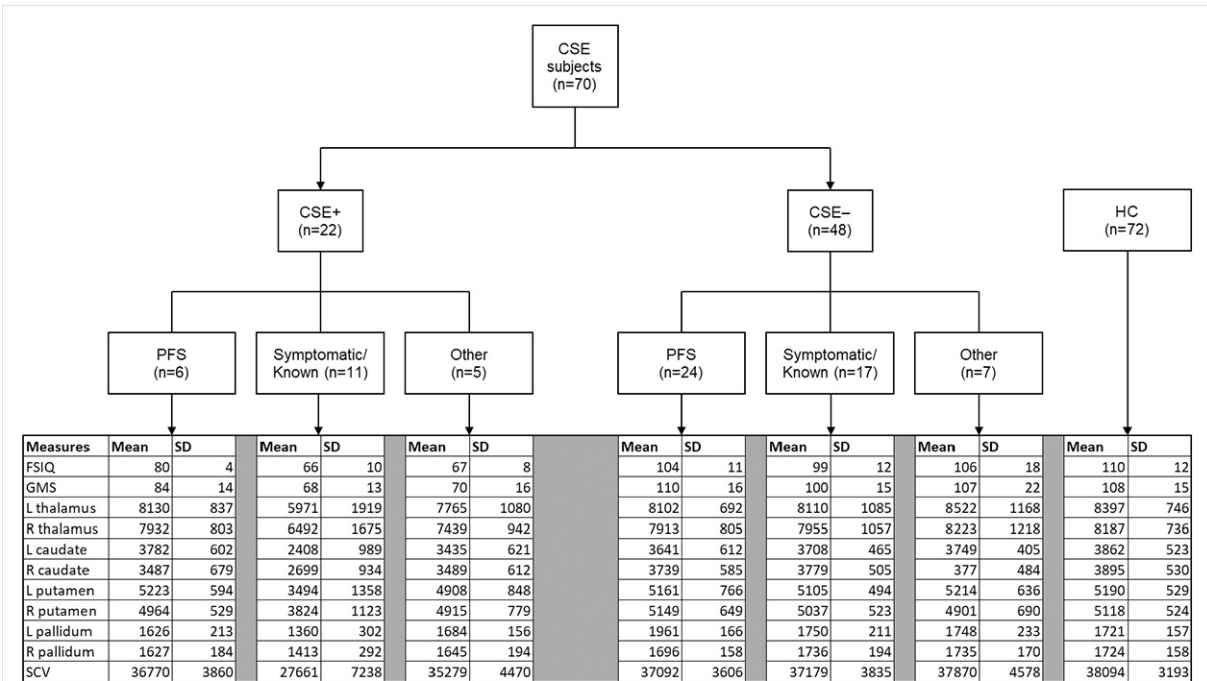 CSE
subjects
(n=70)
CSE+
(n=22)
CSE–
(n=48)
HC
(n=72)
PFS
(n=6)
Symptomatic/
Known (n=11)
Other
(n=5)
PFS
(n=24)
Symptomatic/
Known (n=17)
Other
(n=7)
Measures Mean SD Mean SD Mean SD Mean SD Mean SD Mean SD Mean SD
FSIQ 80 4 66 10 67 8 104 11 99 12 106 18 110 12
GMS 84 14 68 13 70 16 110 16 100 15 107 22 108 15
L thalamus 8130 837 5971 1919 7765 1080 8102 692 8110 1085 8522 1168 8397 746
R thalamus 7932 803 6492 1675 7439 942 7913 805 7955 1057 8223 1218 8187 736
L caudate 3782 602 2408 989 3435 621 3641 612 3708 465 3749 405 3862 523
R caudate 3487 679 2699 934 3489 612 3739 585 3779 505 377 484 3895 530
L putamen 5223 594 3494 1358 4908 848 5161 766 5105 494 5214 636 5190 529
R putamen 4964 529 3824 1123 4915 779 5149 649 5037 523 4901 690 5118 524
L pallidum 1626 213 1360 302 1684 156 1961 166 1750 211 1748 233 1721 157
R pallidum 1627 184 1413 292 1645 194 1696 158 1736 194 1735 170 1724 158
SCV 36770 3860 27661 7238 35279 4470 37092 3606 37179 3835 37870 4578 38094 3193